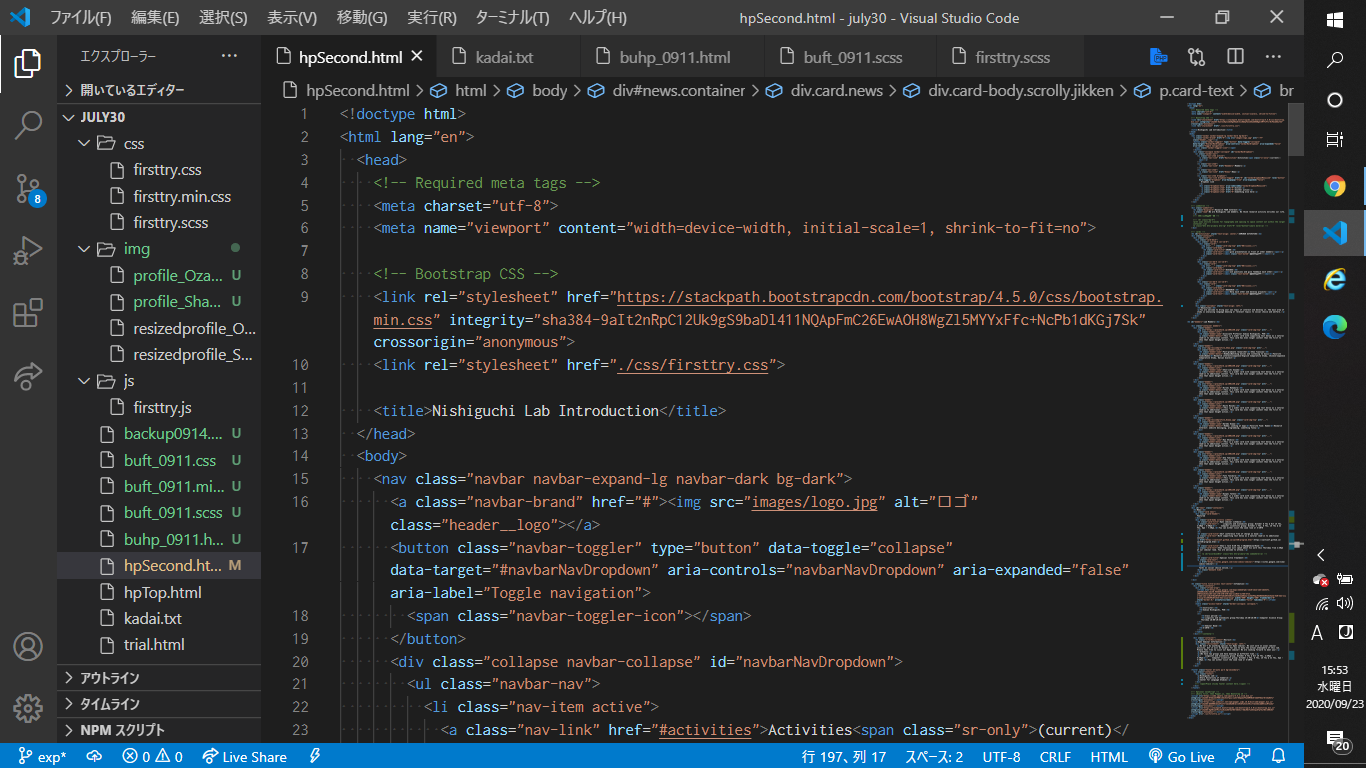 ファイル(F) 編集(E) 選択(S) 表示(V) 移動(G) 実行(R) ターミナル(T) ヘルプ(H) hpSecond.html - july30 - Visual Studio Code
エクスプローラー ···
開いているエディター
JULY30
css
firsttry.css
firsttry.min.css
firsttry.scss
img
profile_Oza... U
profile_Sha... U
resizedprofile_O...
resizedprofile_S...
js
firsttry.js
backup0914.... U
buft_0911.css U
buft_0911.mi... U
buft_0911.scss U
buhp_0911.h... U
hpSecond.ht... M
hpTop.html
kadai.txt
trial.html
アウトライン
タイムライン
NPM スクリプト
8
hpSecond.html kadai.txt buhp_0911.html buft_0911.scss firsttry.scss
hpSecond.html > html > body > div#news.container > div.card.news > div.card-body.scrolly.jikken > p.card-text > br
1 <!doctype html>
2 <html lang="en">
3 <head>
4 <!-- Required meta tags -->
5 <meta charset="utf-8">
6 <meta name="viewport" content="width=device-width, initial-scale=1, shrink-to-fit=no">
7
8 <!-- Bootstrap CSS -->
9 <link rel="stylesheet" href="https://stackpath.bootstrapcdn.com/bootstrap/4.5.0/css/bootstrap.
min.css" integrity="sha384-9aIt2nRpC12Uk9gS9baDl411NQApFmC26EwAOH8WgZl5MYYxFfc+NcPb1dKGj7Sk"
crossorigin="anonymous">
10 <link rel="stylesheet" href="./css/firsttry.css">
11
12 <title>Nishiguchi Lab Introduction</title>
13 </head>
14 <body>
15 <nav class="navbar navbar-expand-lg navbar-dark bg-dark">
16 <a class="navbar-brand" href="#"><img src="images/logo.jpg" alt="ロゴ"
class="header__logo"></a>
17 <button class="navbar-toggler" type="button" data-toggle="collapse"
data-target="#navbarNavDropdown" aria-controls="navbarNavDropdown" aria-expanded="false"
aria-label="Toggle navigation">
18 <span class="navbar-toggler-icon"></span>
19 </button>
20 <div class="collapse navbar-collapse" id="navbarNavDropdown">
21 <ul class="navbar-nav">
22 <li class="nav-item active">
23 <a class="nav-link" href="#activities">Activities<span class="sr-only">(current)</
exp* 0 0 Live Share 行 197、列 17 スペース: 2 UTF-8 CRLF HTML Go Live
A J
15:53
水曜日
2020/09/23
20